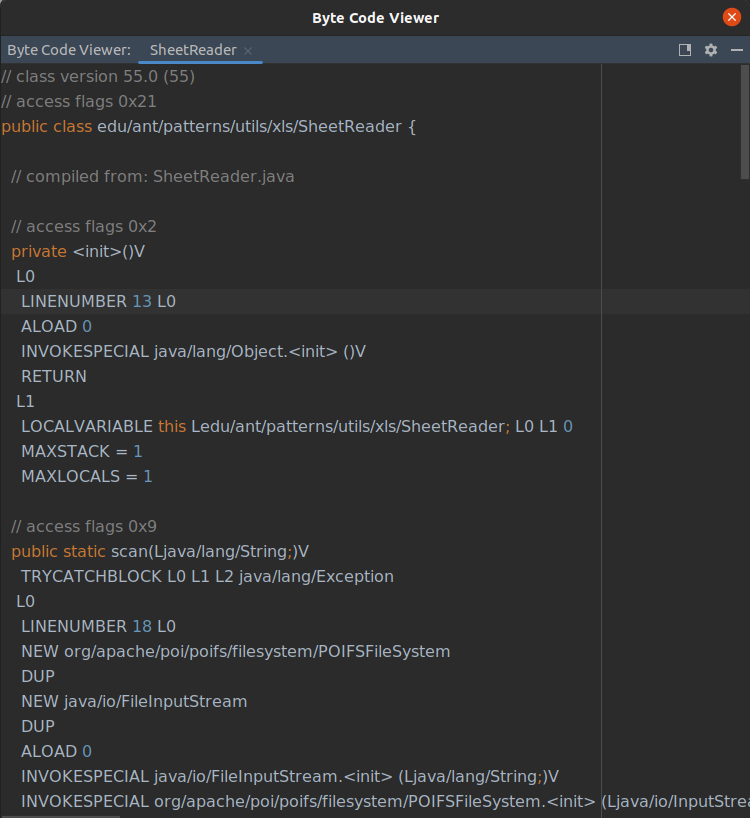 Byte Code Viewer
Byte Code Viewer: SheetReader
// class version 55.0 (55)
// access flags 0x21
public class edu/ant/patterns/utils/xls/SheetReader {
// compiled from: SheetReader.java
// access flags 0x2
private <init>()V
L0
LINENUMBER 13 L0
ALOAD 0
INVOKESPECIAL java/lang/Object.<init> ()V
RETURN
L1
LOCALVARIABLE this Ledu/ant/patterns/utils/xls/SheetReader; L0 L1 0
MAXSTACK = 1
MAXLOCALS = 1
// access flags 0x9
public static scan(Ljava/lang/String;)V
TRYCATCHBLOCK L0 L1 L2 java/lang/Exception
L0
LINENUMBER 18 L0
NEW org/apache/poi/poifs/filesystem/POIFSFileSystem
DUP
NEW java/io/FileInputStream
DUP
ALOAD 0
INVOKESPECIAL java/io/FileInputStream.<init> (Ljava/lang/String;)V
INVOKESPECIAL org/apache/poi/poifs/filesystem/POIFSFileSystem.<init> (Ljava/io/InputStrea